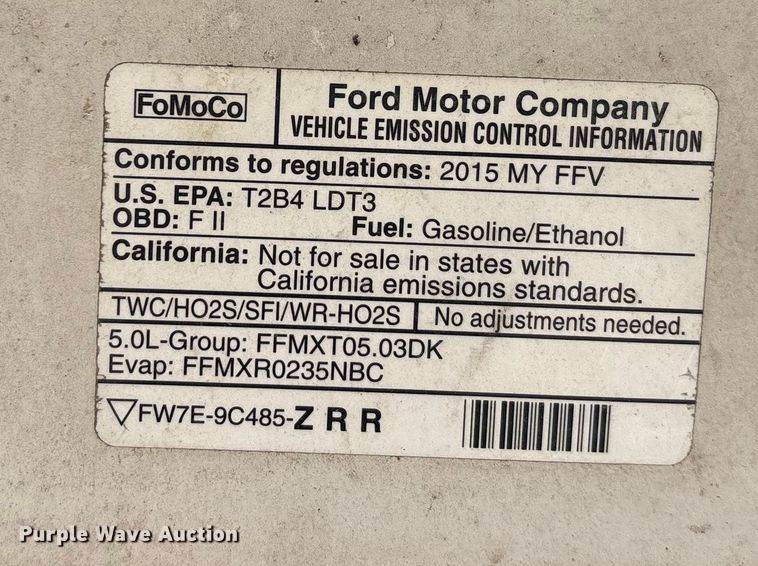 FoMoCo
Ford Motor Company
VEHICLE EMISSION CONTROL INFORMATION
Conforms to regulations: 2015 MY FFV
U.S. EPA: T2B4 LDT3
OBD: F II Fuel: Gasoline/Ethanol
California: Not for sale in states with
California emissions standards.
TWC/HO2S/SFI/WR-HO2S No adjustments needed.
5.0L-Group: FFMXT05.03DK
Evap: FFMXR0235NBC
FW7E-9C485-Z R R
Purple Wave Auction